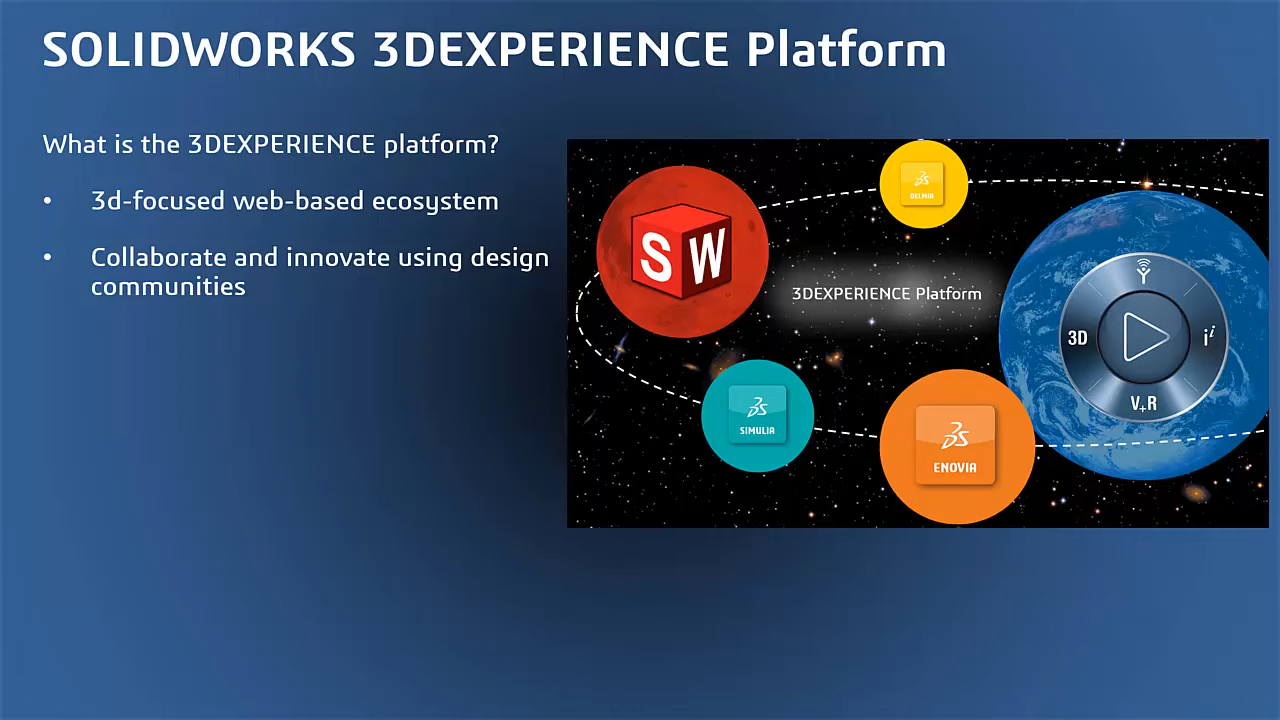 SOLIDWORKS 3DEXPERIENCE Platform
What is the 3DEXPERIENCE platform?
• 3d-focused web-based ecosystem
• Collaborate and innovate using design
communities
DELMIA
SW
3DEXPERIENCE Platform
3D
i²
V+R
SIMULIA
ENOVIA